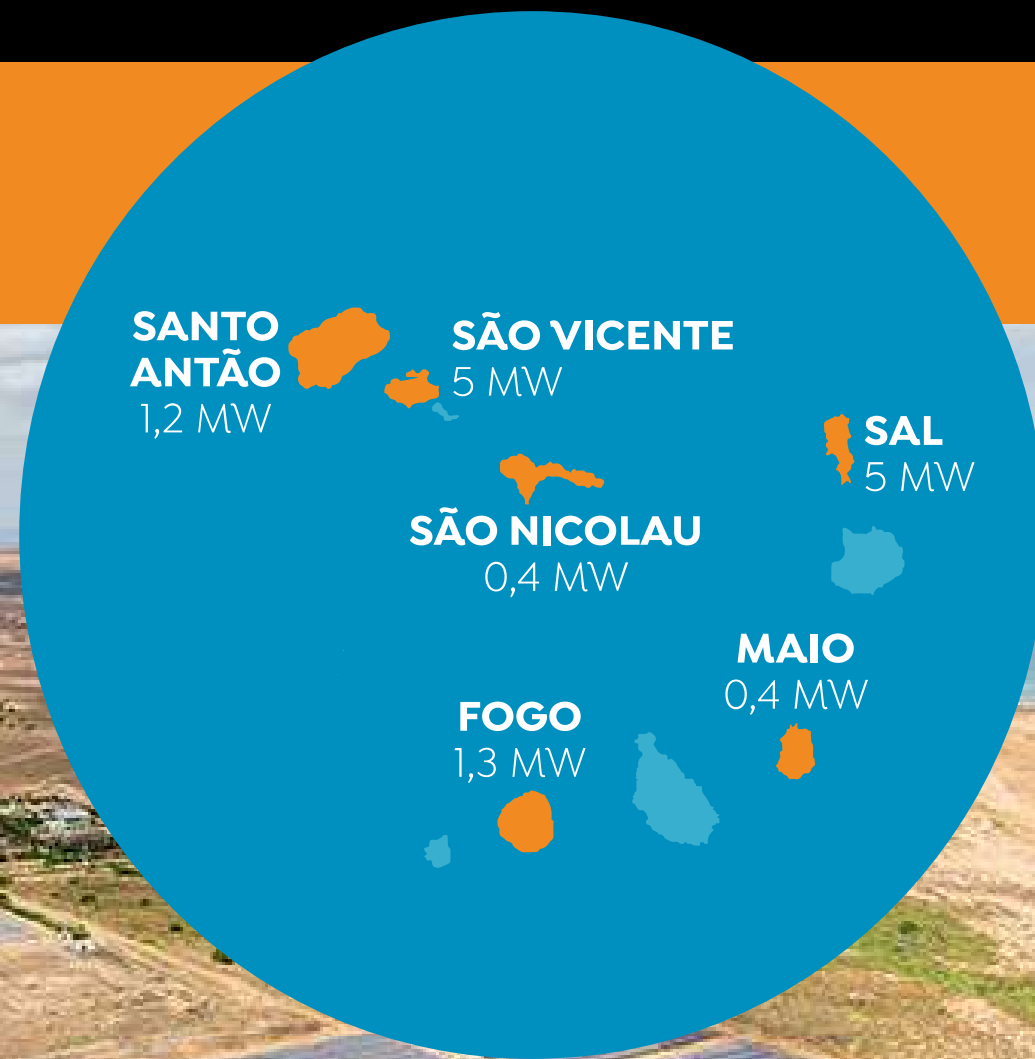 SANTO
ANTÃO
1,2 MW
SÃO VICENTE
5 MW
SAL
5 MW
SÃO NICOLAU
0,4 MW
MAIO
0,4 MW
FOGO
1,3 MW